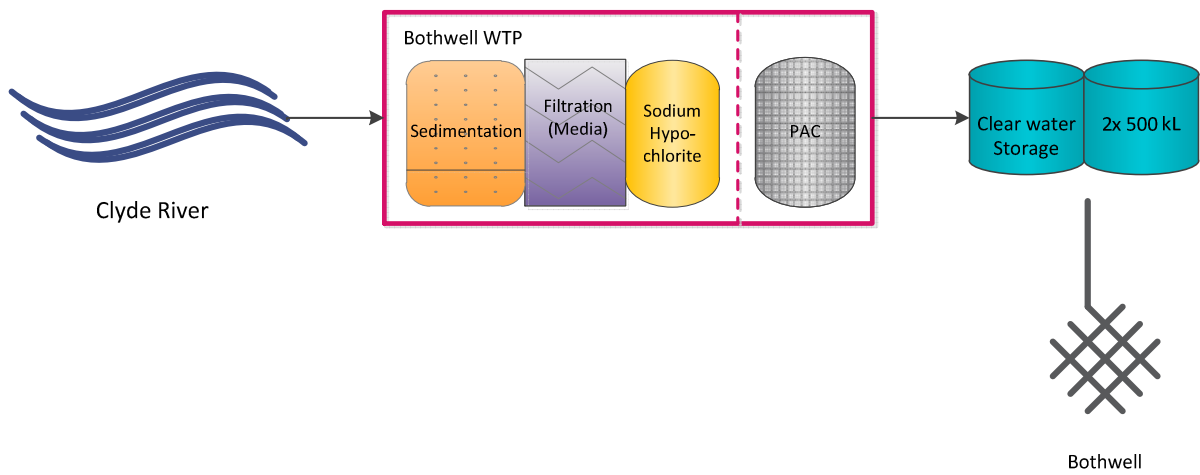 Bothwell WTP
Clyde River
Sedimentation
Filtration
(Media)
Sodium
Hypo-
chlorite
PAC
Clear water
Storage
2x 500 kL
Bothwell